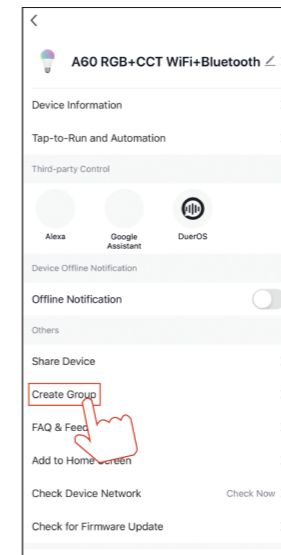 A60 RGB+CCT WiFi+Bluetooth
Device Information
Tap-to-Run and Automation
Third-party Control
Alexa
Google
Assistant
DuerOS
Device Offline Notification
Offline Notification
Others
Share Device
Create Group
FAQ & Feed
Add to Home Screen
Check Device Network
Check Now
Check for Firmware Update